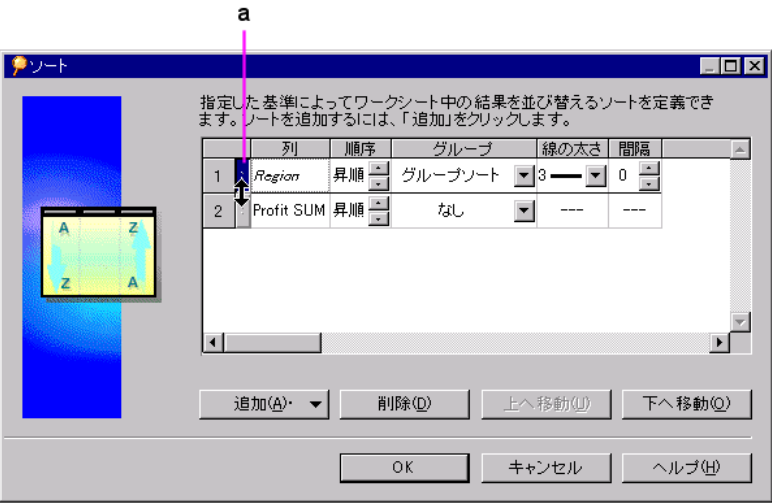 a
ソート
指定した基準によってワークシート中の結果を並び替えるソートを定義でき
ます。ソートを追加するには、「追加」をクリックします。
列 順序 グループ 線の太さ 間隔
1 Region 昇順 グループソート 3 0
2 Profit SUM 昇順 なし --- ---
A Z
Z A
追加(A)・ 削除(D) 上へ移動(U) 下へ移動(O)
OK キャンセル ヘルプ(H)